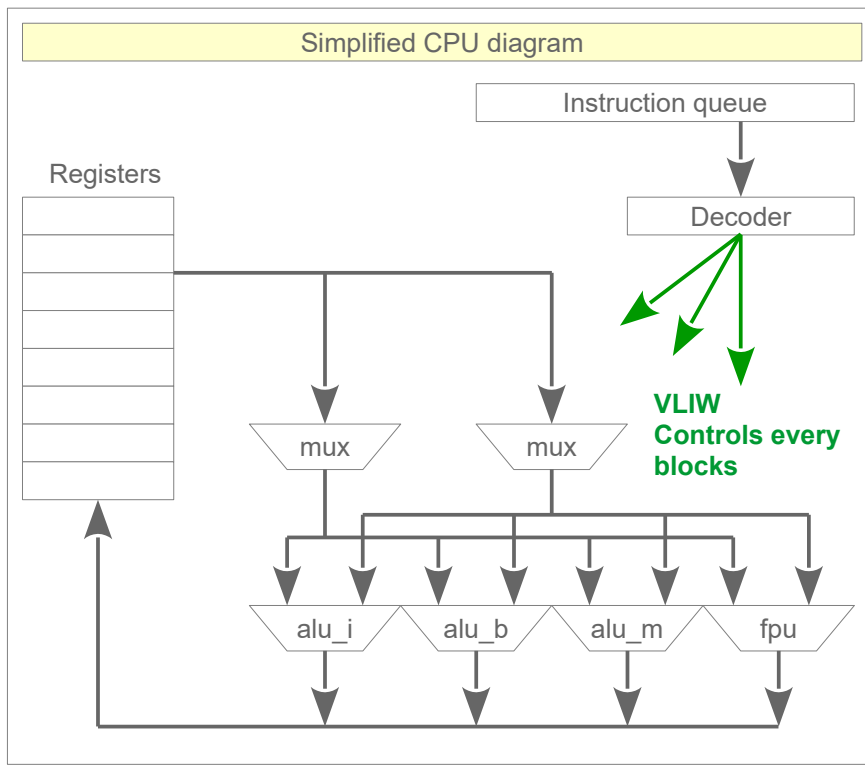 Simplified CPU diagram
Instruction queue
Registers
Decoder
VLIW
Controls every
blocks
mux
mux
alu_i
alu_b
alu_m
fpu